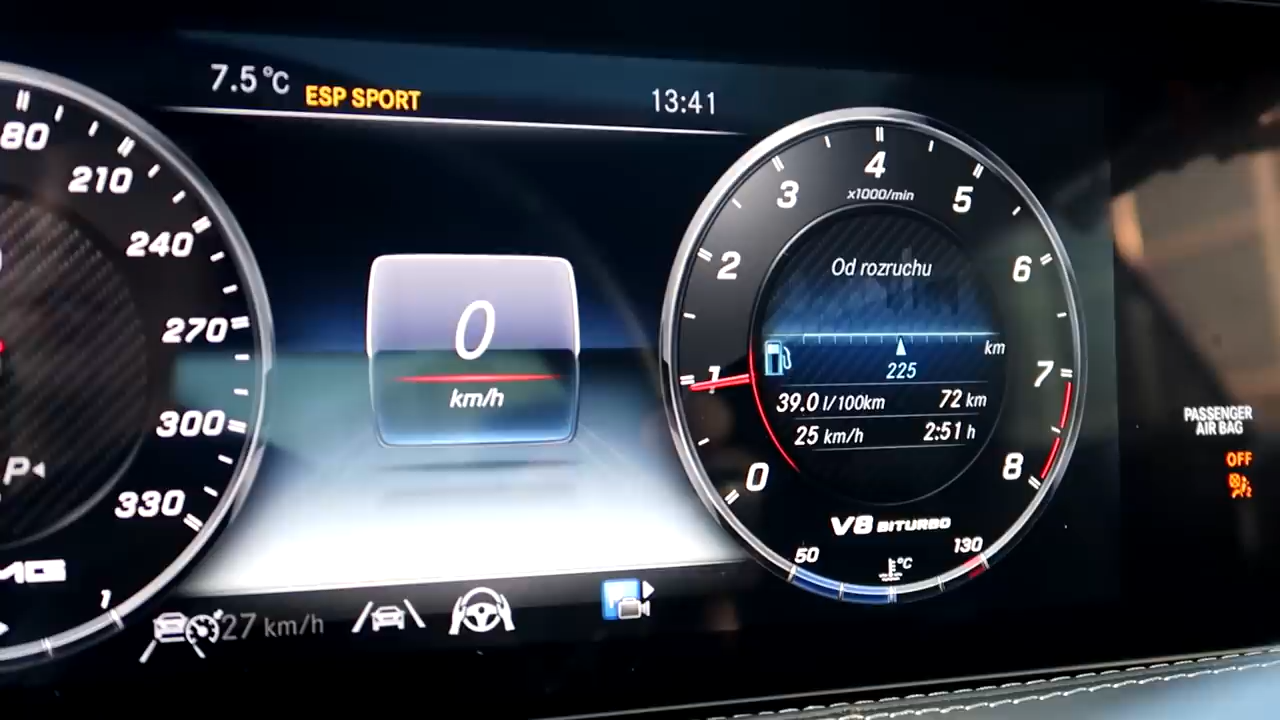 7.5°C
ESP SPORT
13:41
80
210
240
270
300
330
P
1
0
km/h
27 km/h
0
1
2
3
4
5
6
7
8
x1000/min
Od rozruchu
km
225
39.0 l/100km
72 km
25 km/h
2:51 h
V8 BITURBO
50
130
°C
PASSENGER
AIR BAG
OFF